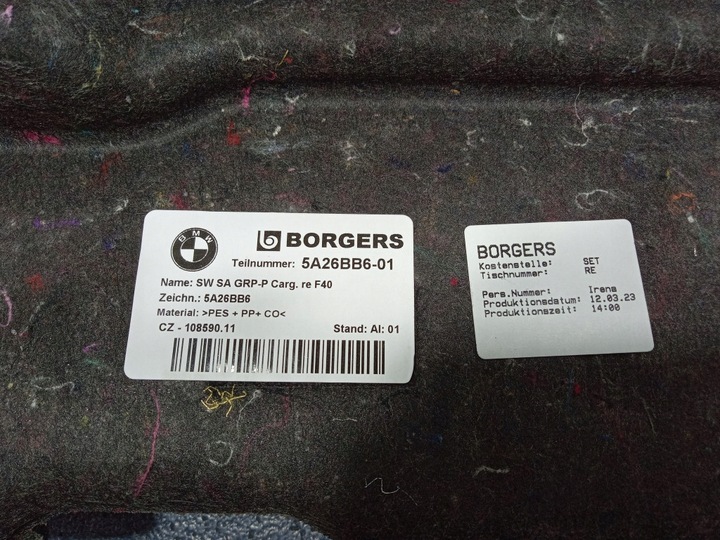 BMW
BORGERS
Teilnummer: 5A26BB6-01
Name: SW SA GRP-P Carg. re F40
Zeichn.: 5A26BB6
Material: >PES + PP+ CO<
CZ - 108590.11 Stand: AI: 01
BORGERS
Kostenstelle: SET
Tischnummer: RE
Pers.Nummer: Irena
Produktionsdatum: 12.03.23
Produktionszeit: 14:00